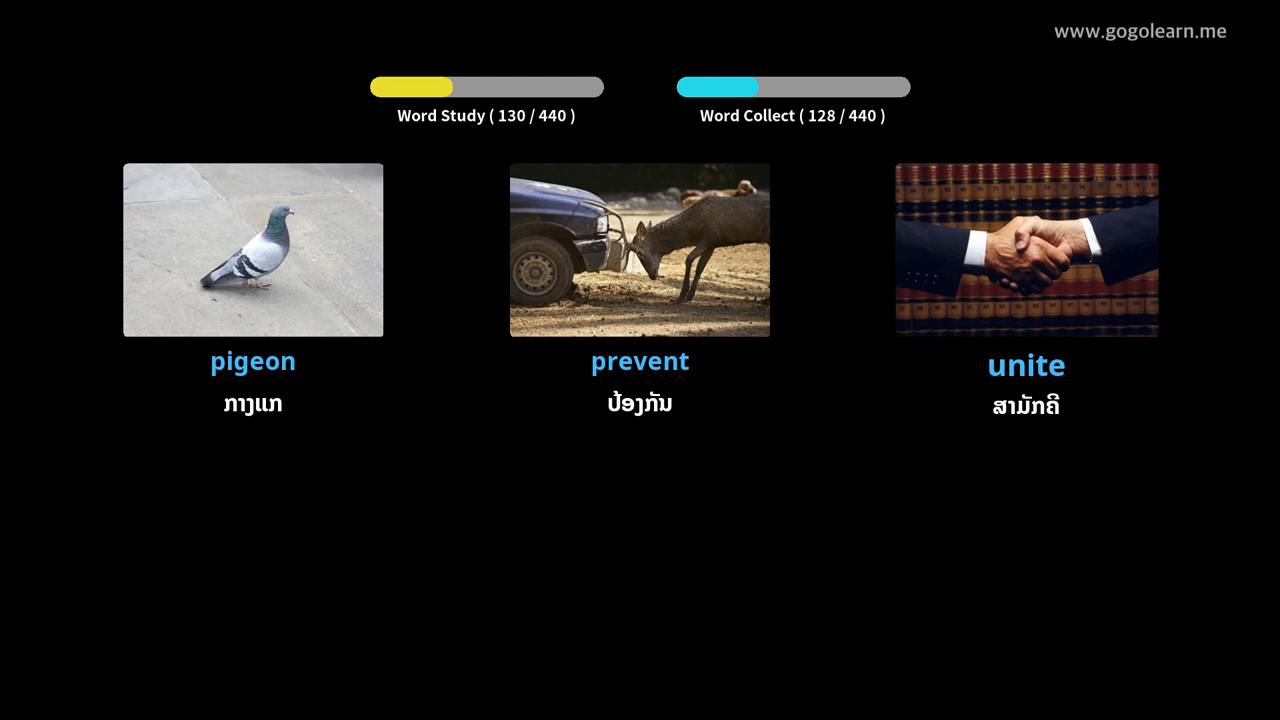 www.gogolearn.me
Word Study ( 130 / 440 )
Word Collect ( 128 / 440 )
pigeon
prevent
unite
ກາງແກ
ປ້ອງກັນ
ສາມັກຄີ